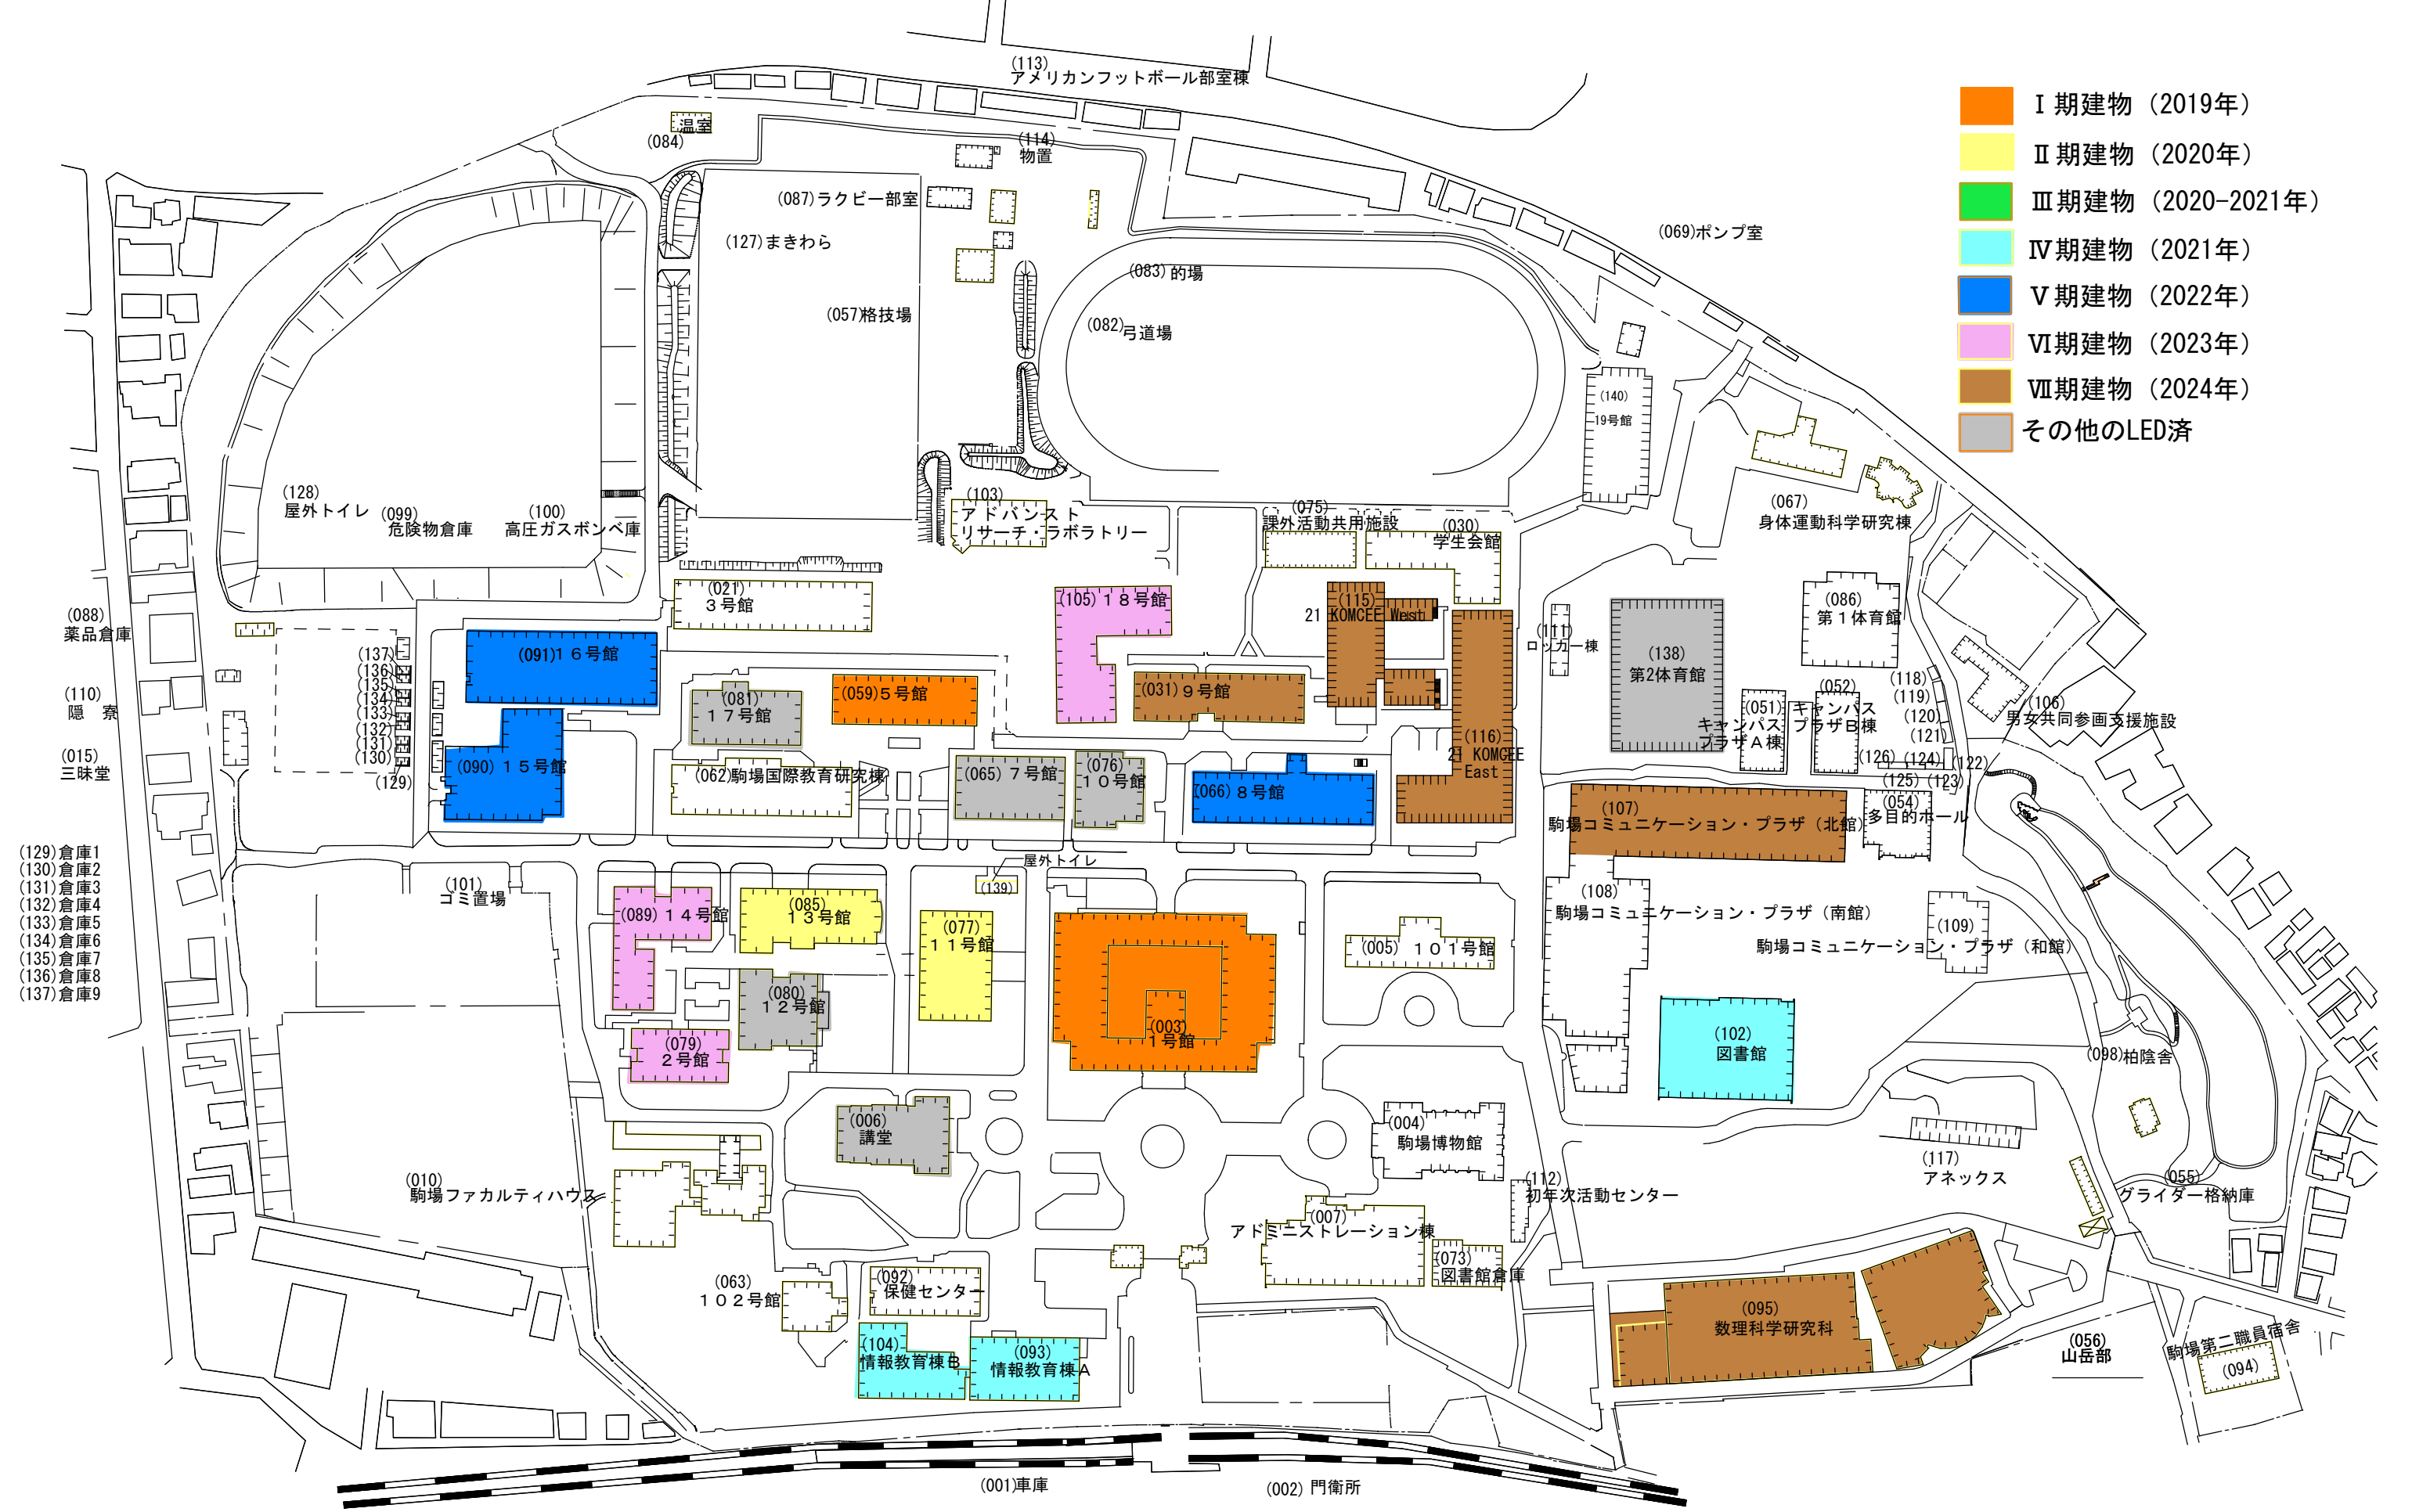 (113)
アメリカンフットボール部室棟
Ⅰ期建物（2019年）
Ⅱ期建物（2020年）
Ⅲ期建物（2020-2021年）
Ⅳ期建物（2021年）
Ⅴ期建物（2022年）
Ⅵ期建物（2023年）
Ⅶ期建物（2024年）
その他のLED済
温室
(084)
(114)
物置
(087)ラクビー部室
(127)まきわら
(069)ポンプ室
(083)的場
(057)格技場
(082)弓道場
(140)
19号館
(128)
屋外トイレ
(099)
危険物倉庫
(100)
高圧ガスボンベ庫
(103)
アドバンスト
リサーチ・ラボラトリー
(075)
課外活動共用施設
(030)
学生会館
(067)
身体運動科学研究棟
(021)
３号館
(105)１８号館
(115)
21 KOMCEE West
(111)
ロッカー棟
(138)
第2体育館
(086)
第１体育館
(088)
薬品倉庫
(110)
隠　寮
(015)
三昧堂
(137)
(136)
(135)
(134)
(133)
(132)
(131)
(130)
(129)
(091)１６号館
(081)
１７号館
(059)５号館
(031)９号館
(051)
キャンパス
プラザＡ棟
(052)
キャンパス
プラザＢ棟
(118)
(119)
(120)
(121)
(126)
(124)
(122)
(125)
(123)
(106)
男女共同参画支援施設
(090)１５号館
(062)駒場国際教育研究棟
(065)７号館
(076)
１０号館
(066)８号館
(116)
21 KOMCEE
East
(107)
駒場コミュニケーション・プラザ（北館）
(054)
多目的ホール
(129)倉庫1
(130)倉庫2
(131)倉庫3
(132)倉庫4
(133)倉庫5
(134)倉庫6
(135)倉庫7
(136)倉庫8
(137)倉庫9
(101)
ゴミ置場
(089)１４号館
(085)
１３号館
(077)
１１号館
屋外トイレ
(139)
(005)　１０１号館
(108)
駒場コミュニケーション・プラザ（南館）
(109)
駒場コミュニケーション・プラザ（和館）
(080)
１２号館
(079)
２号館
(003)
１号館
(102)
図書館
(098)柏陰舎
(006)
講堂
(004)
駒場博物館
(117)
アネックス
(010)
駒場ファカルティハウス
(112)
初年次活動センター
(055)
グライダー格納庫
(007)
アドミニストレーション棟
(073)
図書館倉庫
(063)
１０２号館
(092)
保健センター
(104)
情報教育棟Ｂ
(093)
情報教育棟Ａ
(095)
数理科学研究科
(056)
山岳部
駒場第二職員宿舎
(094)
(001)車庫
(002) 門衛所